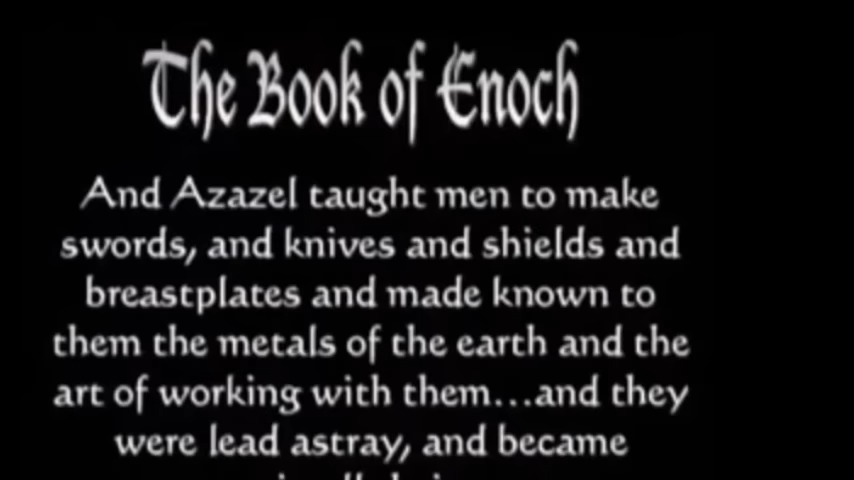 The Book of Enoch
And Azazel taught men to make
swords, and knives and shields and
breastplates and made known to
them the metals of the earth and the
art of working with them...and they
were lead astray, and became